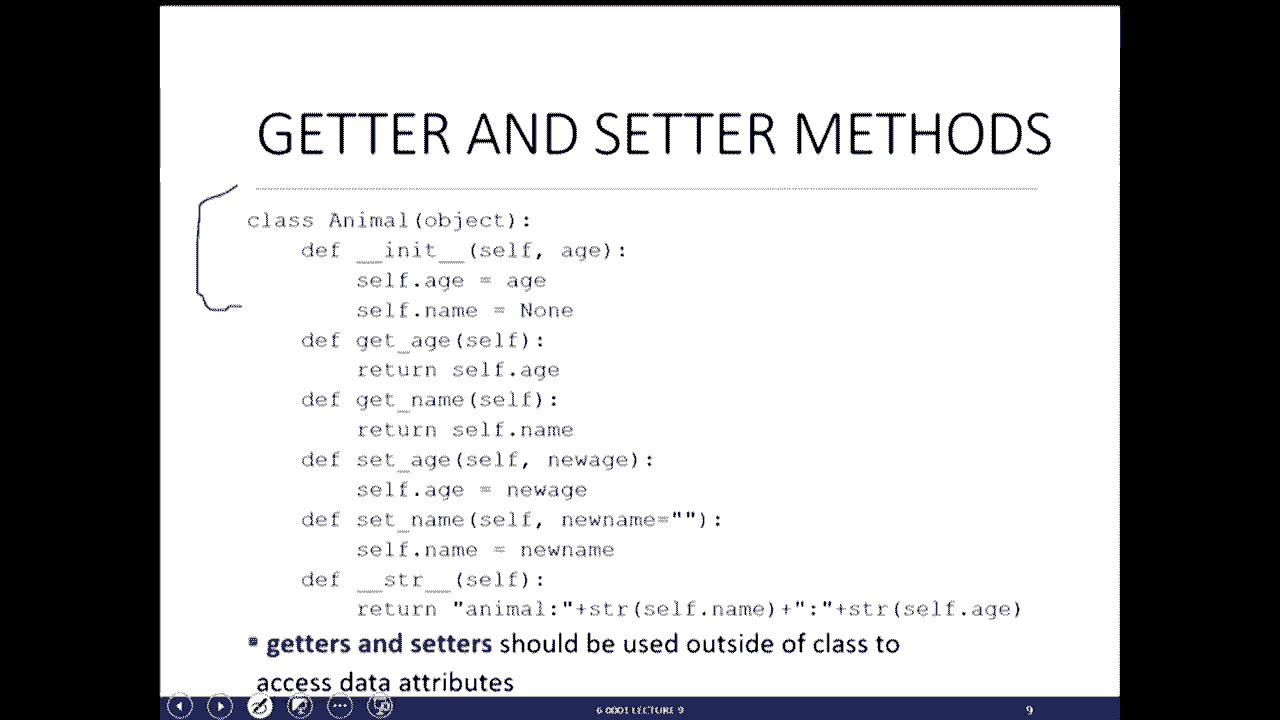 GETTER AND SETTER METHODS
class Animal(object):
    def __init__(self, age):
        self.age = age
        self.name = None
    def get_age(self):
        return self.age
    def get_name(self):
        return self.name
    def set_age(self, newage):
        self.age = newage
    def set_name(self, newname=""):
        self.name = newname
    def __str__(self):
        return "animal:"+str(self.name)+":"+str(self.age)
▪ getters and setters should be used outside of class to
access data attributes
6.0001 LECTURE 9
9